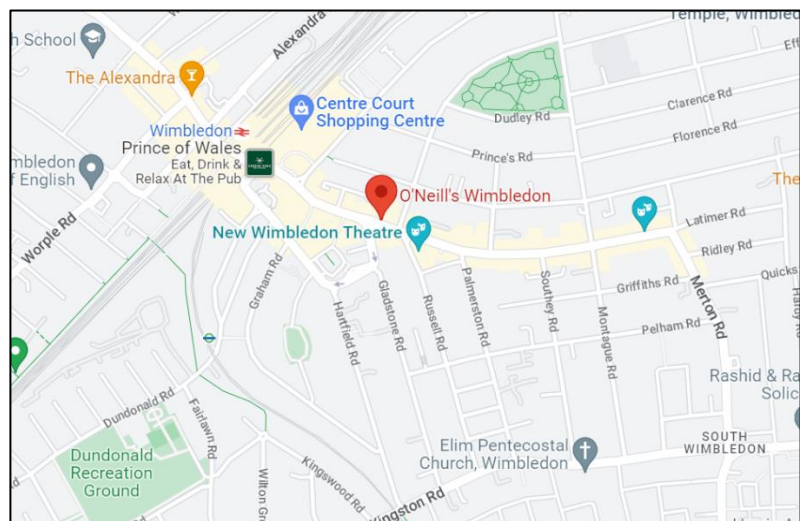 Temple, Wimbled
h School
Alexandra
Eff
The Alexandra
Centre Court
Shopping Centre
Clarence Rd
Dudley Rd
Florence Rd
Wimbledon
Prince of Wales
Eat, Drink &
Relax At The Pub
Prince's Rd
mbledon
f English
The
O'Neill's Wimbledon
Worple Rd
New Wimbledon Theatre
Latimer Rd
Ridley Rd
Graham Rd
Gladstone Rd
Hartfield Rd
Russell Rd
Palmerston Rd
Southey Rd
Montague Rd
Griffiths Rd
Quicks
Merton Rd
Pelham Rd
Rashid & Ra
Solic
Dundonald Rd
Fairlawn Rd
Elim Pentecostal
Church, Wimbledon
SOUTH
WIMBLEDON
Dundonald
Recreation
Ground
Wilton Gr
Kingswood Rd
Kingston Rd